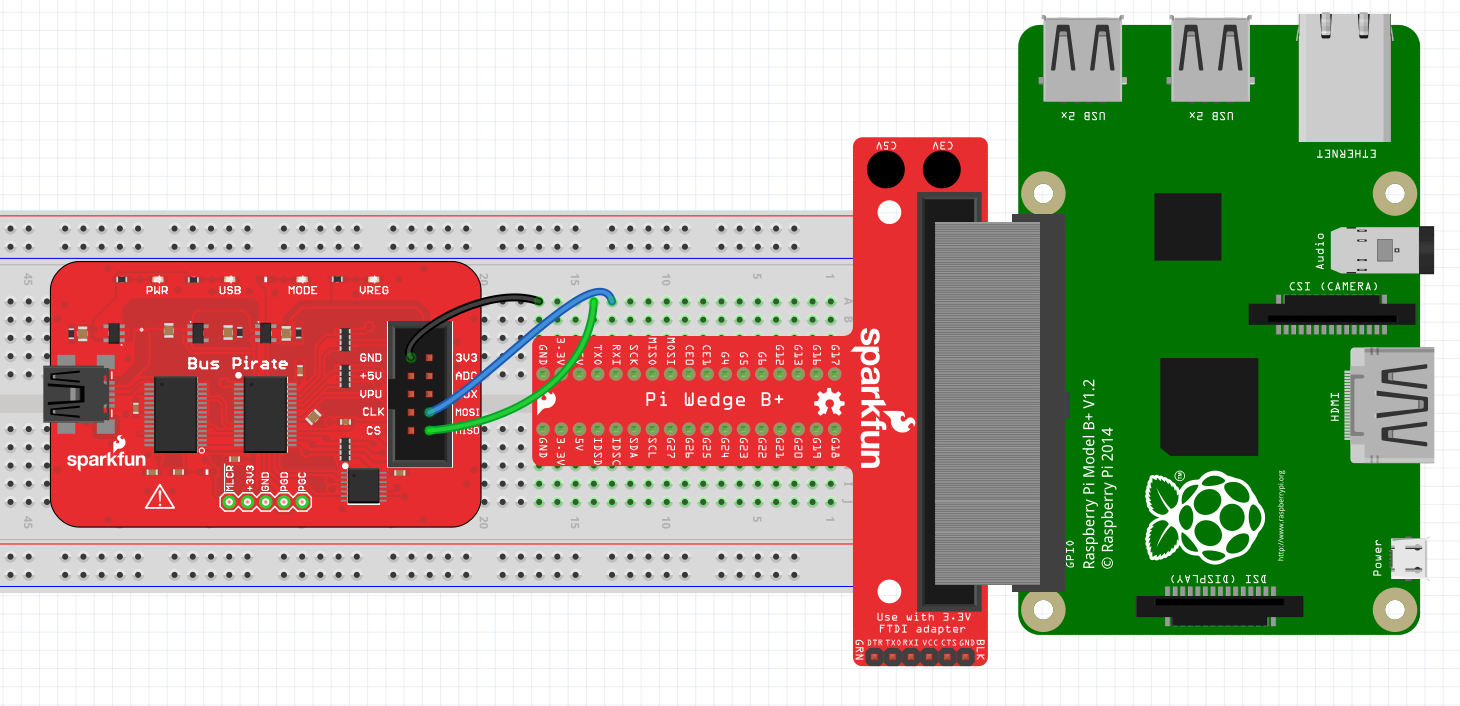 USB 2x
USB 2x
ETHERNET
C5V
C3V
Audio
CSI (CAMERA)
45
20
15
10
5
1
A
B
PWR
USB
MODE
VREG
Bus Pirate
GND
+5V
VPU
CLK
CS
3V3
ADC
MOSI
MISO
sparkfun
MLCR
+3V3
GND
PGD
PGC
GND
3.3V
TXO
RXI
SCK
MISO
MOSI
CE0
CE1
G4
G5
G6
G12
G13
G16
G17
Pi Wedge B+
GND
3.3V
5V
IDSD
IDSC
SDA
SCL
G27
G26
G25
G24
G23
G22
G21
G20
G19
G18
sparkfun
HDMI
Raspberry Pi Model B+ V1.2
© Raspberry Pi 2014
GPIO
http://www.raspberrypi.org
TM
Power
DSI (DISPLAY)
I
J
45
20
15
10
5
1
Use with 3.3V
FTDI adapter
GRN
DTR
TXO
RXI
VCC
CTS
GND
BLK